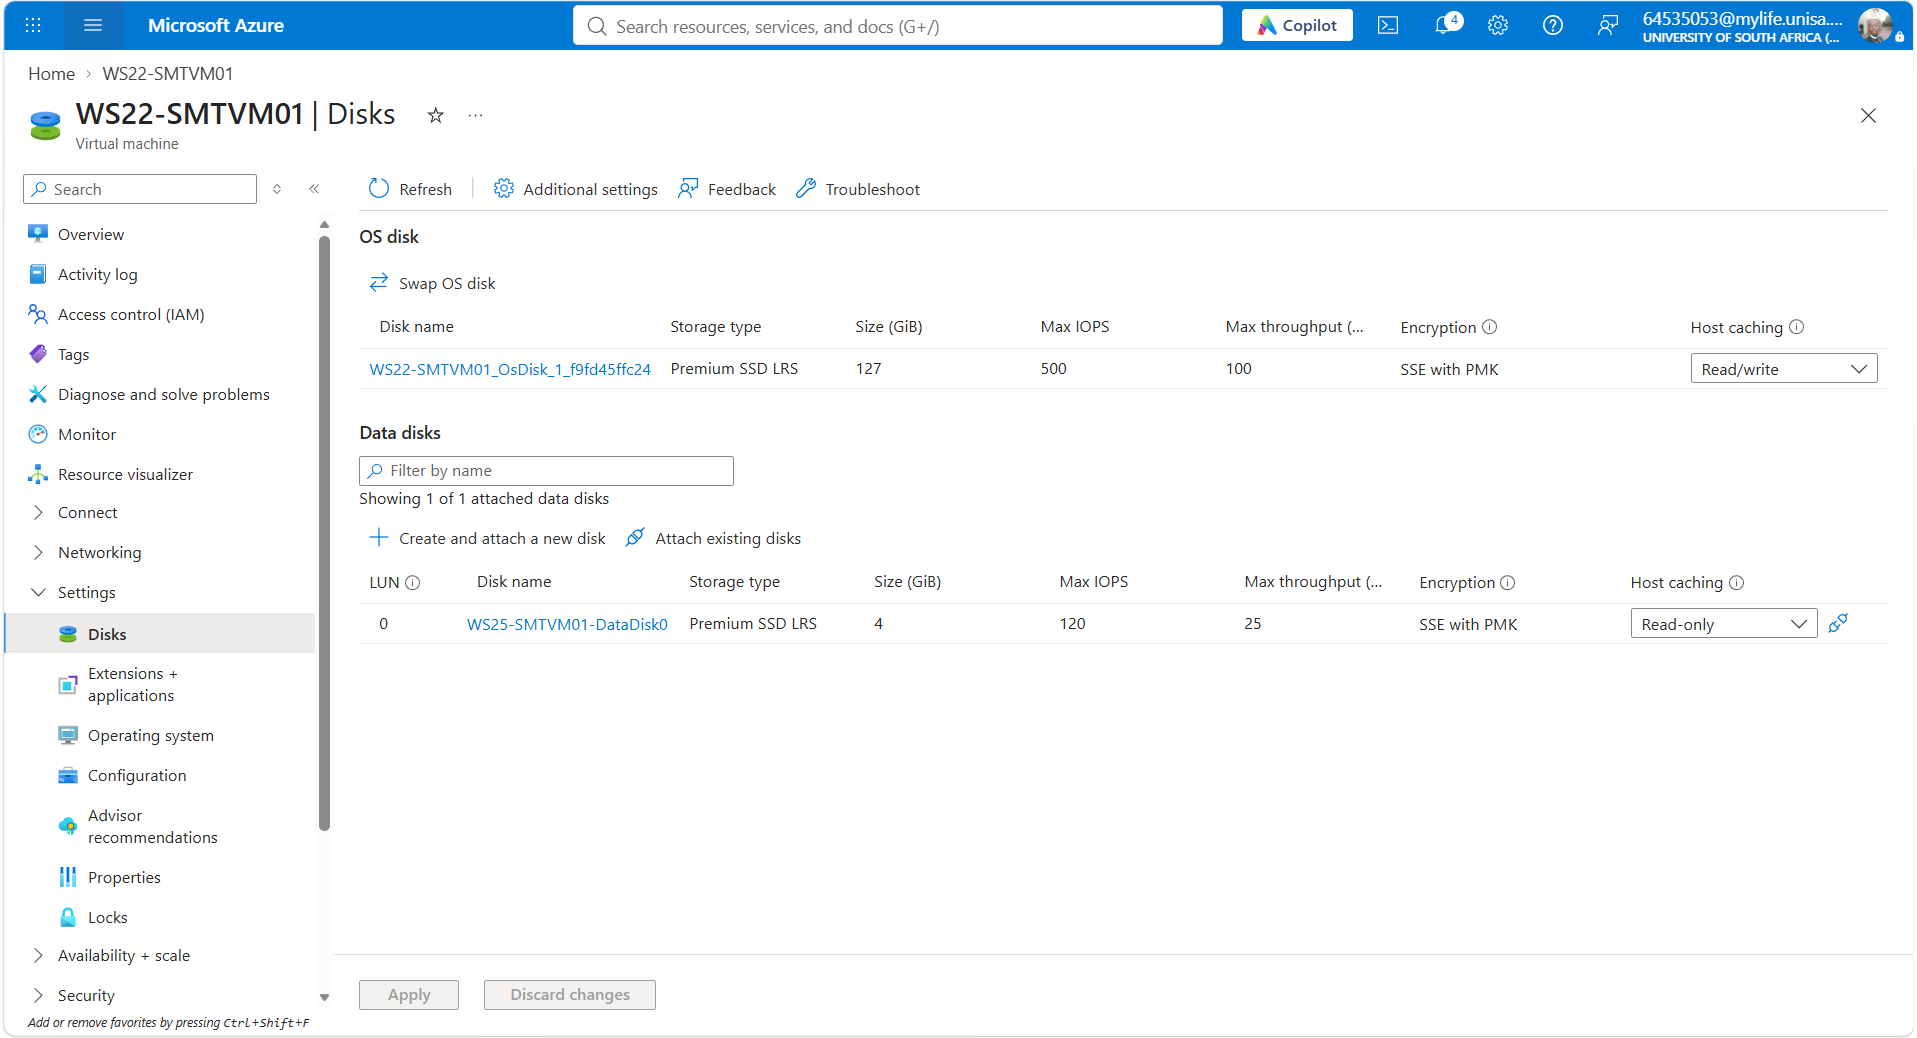 Microsoft Azure
Search resources, services, and docs (G+/)
Copilot
4
64535053@mylife.unisa....
UNIVERSITY OF SOUTH AFRICA (...
Home > WS22-SMTVM01
WS22-SMTVM01 | Disks
Virtual machine
Search
Refresh
Additional settings
Feedback
Troubleshoot
Overview
Activity log
Access control (IAM)
Tags
Diagnose and solve problems
Monitor
Resource visualizer
Connect
Networking
Settings
Disks
Extensions +
applications
Operating system
Configuration
Advisor
recommendations
Properties
Locks
Availability + scale
Security
Add or remove favorites by pressing Ctrl+Shift+F
OS disk
Swap OS disk
Disk name Storage type Size (GiB) Max IOPS Max throughput (... Encryption Host caching
WS22-SMTVM01_OsDisk_1_f9fd45ffc24 Premium SSD LRS 127 500 100 SSE with PMK Read/write
Data disks
Filter by name
Showing 1 of 1 attached data disks
Create and attach a new disk
Attach existing disks
LUN Disk name Storage type Size (GiB) Max IOPS Max throughput (... Encryption Host caching
0 WS25-SMTVM01-DataDisk0 Premium SSD LRS 4 120 25 SSE with PMK Read-only
Apply
Discard changes